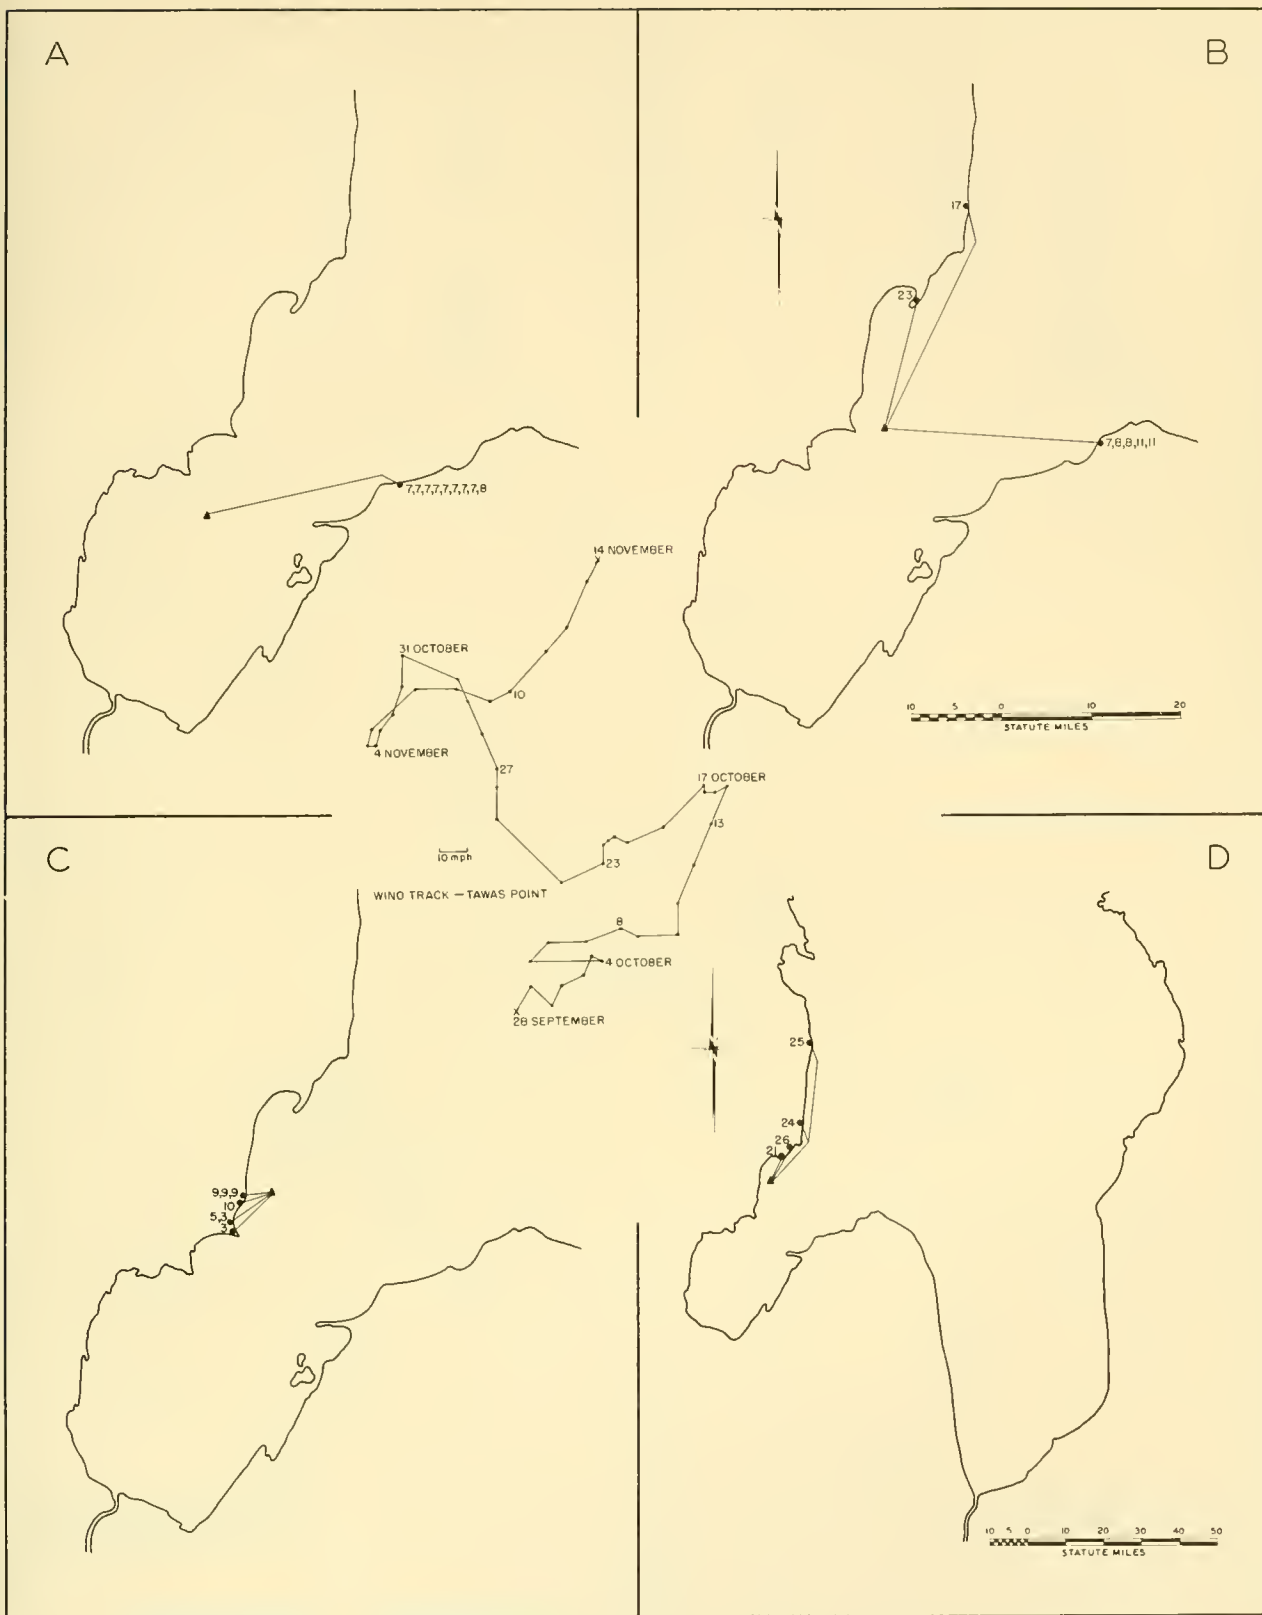 A
B
17
23
7,8,8,11,11
7,7,7,7,7,7,7,7,8
14 NOVEMBER
31 OCTOBER
10
4 NOVEMBER
10 5 0 10 20
STATUTE MILES
27
17 OCTOBER
13
10 mph
23
WIND TRACK — TAWAS POINT
8
4 OCTOBER
28 SEPTEMBER
C
D
25
24
26
21
9,9,9
10
5,3
3
10 5 0 10 20 30 40 50
STATUTE MILES